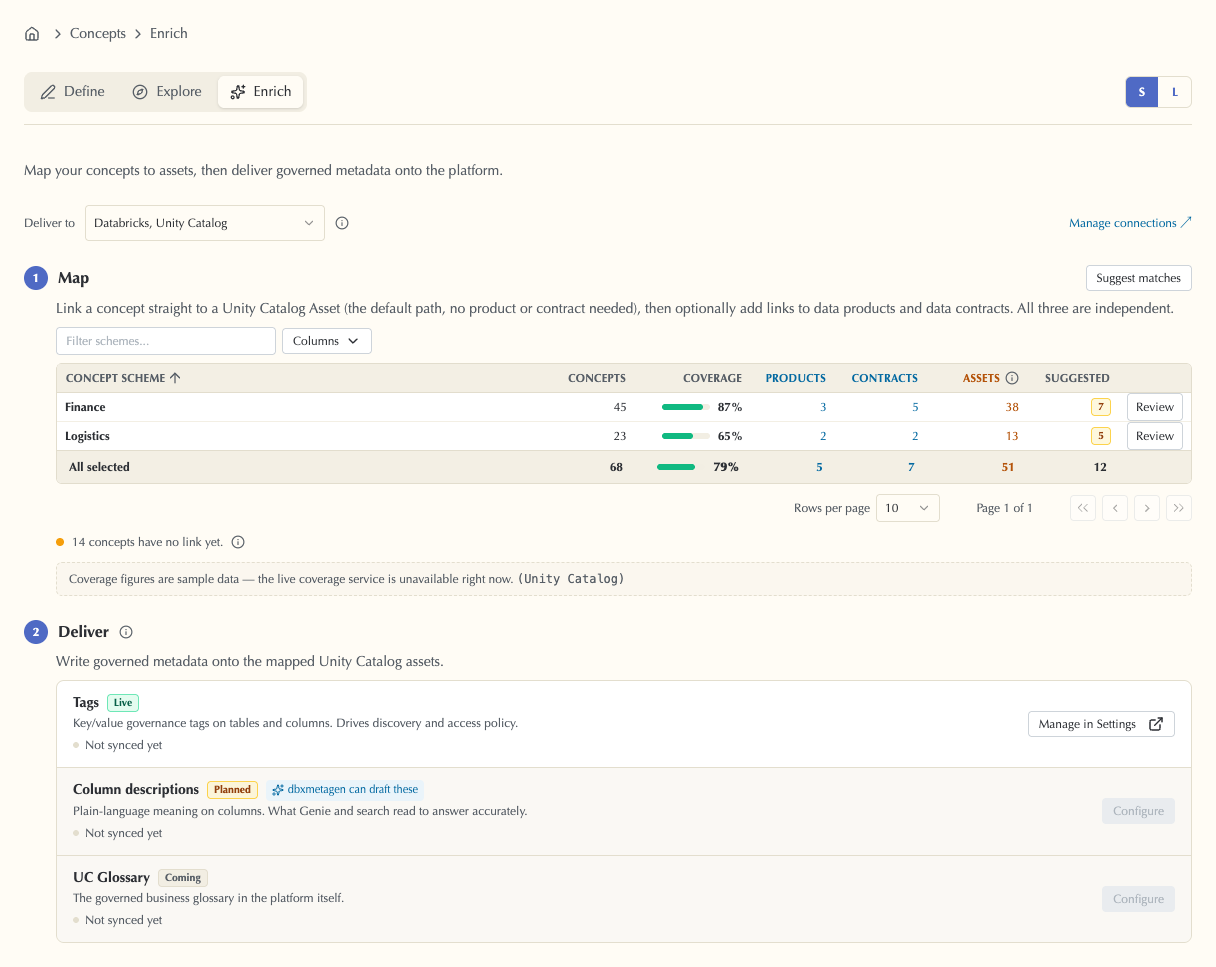 Concepts Enrich
Define Explore Enrich S L
Map your concepts to assets, then deliver governed metadata onto the platform.
Deliver to Databricks, Unity Catalog Manage connections
1 Map Suggest matches
Link a concept straight to a Unity Catalog Asset (the default path, no product or contract needed), then optionally add links to data products and data contracts. All three are independent.
Filter schemes... Columns
CONCEPT SCHEME CONCEPTS COVERAGE PRODUCTS CONTRACTS ASSETS SUGGESTED
Finance 45 87% 3 5 38 7 Review
Logistics 23 65% 2 2 13 5 Review
All selected 68 79% 5 7 51 12
Rows per page 10 Page 1 of 1
14 concepts have no link yet.
Coverage figures are sample data — the live coverage service is unavailable right now. (Unity Catalog)
2 Deliver
Write governed metadata onto the mapped Unity Catalog assets.
Tags Live
Key/value governance tags on tables and columns. Drives discovery and access policy.
Manage in Settings
Not synced yet
Column descriptions Planned dbxmetagen can draft these
Plain-language meaning on columns. What Genie and search read to answer accurately.
Configure
Not synced yet
UC Glossary Coming
The governed business glossary in the platform itself.
Configure
Not synced yet